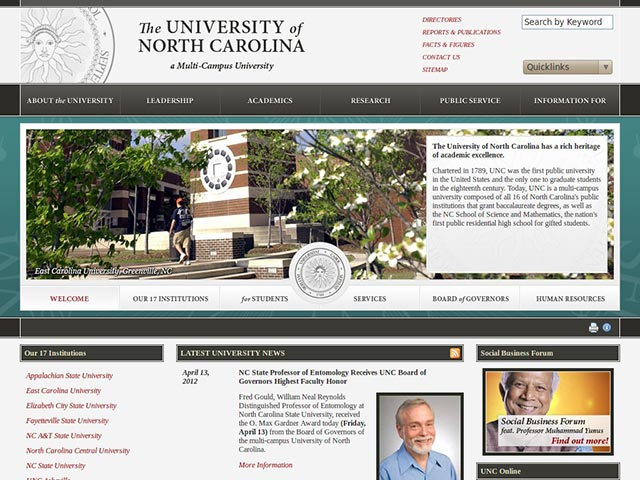 The UNIVERSITY of
NORTH CAROLINA
a Multi-Campus University
DIRECTORIES
REPORTS & PUBLICATIONS
FACTS & FIGURES
CONTACT US
SITEMAP
Search by Keyword
Quicklinks
ABOUT the UNIVERSITY
LEADERSHIP
ACADEMICS
RESEARCH
PUBLIC SERVICE
INFORMATION FOR
The University of North Carolina has a rich heritage
of academic excellence.
Chartered in 1789, UNC was the first public university
in the United States and the only one to graduate students
in the eighteenth century. Today, UNC is a multi-campus
university composed of all 16 of North Carolina's public
institutions that grant baccalaureate degrees, as well as
the NC School of Science and Mathematics, the nation's
first public residential high school for gifted students.
East Carolina University, Greenville, NC
WELCOME
OUR 17 INSTITUTIONS
for STUDENTS
SERVICES
BOARD of GOVERNORS
HUMAN RESOURCES
Our 17 Institutions
Appalachian State University
East Carolina University
Elizabeth City State University
Fayetteville State University
NC A&T State University
North Carolina Central University
NC State University
UNC Asheville
LATEST UNIVERSITY NEWS
April 13,
2012
NC State Professor of Entomology Receives UNC Board of
Governors Highest Faculty Honor
Fred Gould, William Neal Reynolds
Distinguished Professor of Entomology at
North Carolina State University, received
the O. Max Gardner Award today (Friday,
April 13) from the Board of Governors of
the multi-campus University of North
Carolina.
More Information
Social Business Forum
Social Business Forum
feat. Professor Muhammad Yunus
Find out more!
UNC Online